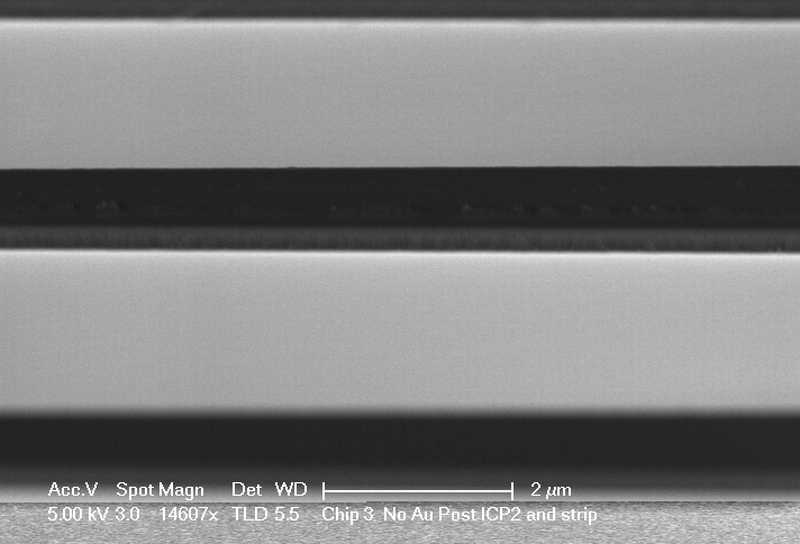 Acc.V Spot Magn Det WD 2 µm
5.00 kV 3.0 14607x TLD 5.5 Chip 3. No Au Post ICP2 and strip